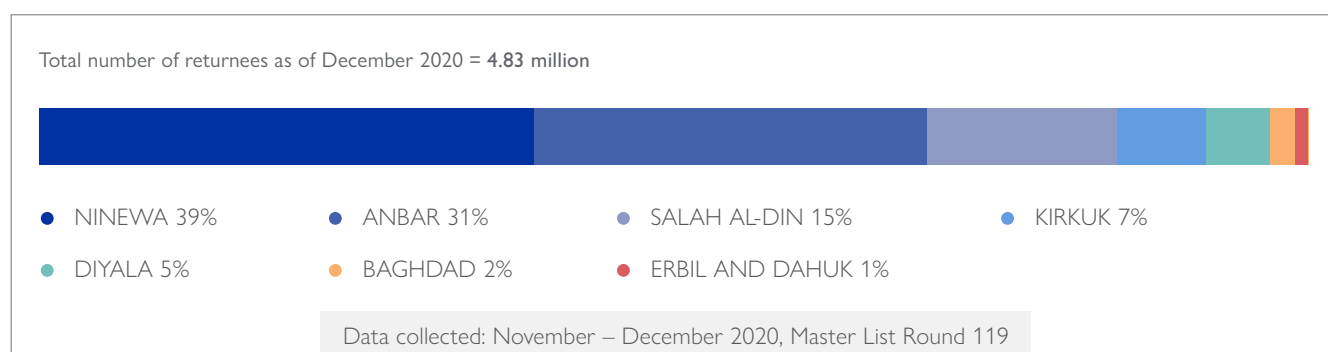 Total number of returnees as of December 2020 = 4.83 million
NINEWA 39%
ANBAR 31%
SALAH AL-DIN 15%
KIRKUK 7%
DIYALA 5%
BAGHDAD 2%
ERBIL AND DAHUK 1%
Data collected: November – December 2020, Master List Round 119